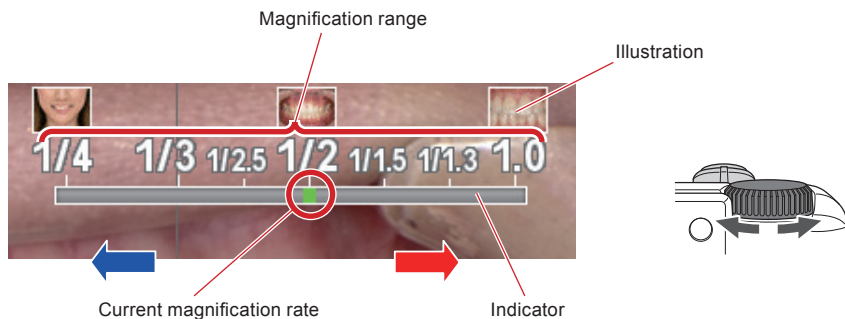 Magnification range
Illustration
1/4 1/3 1/2.5 1/2 1/1.5 1/1.3 1.0
Current magnification rate
Indicator